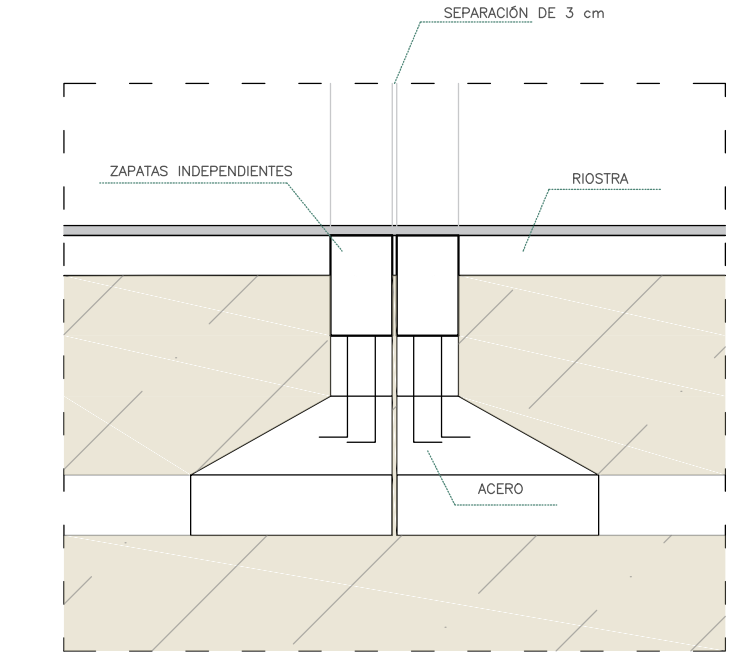 SEPARACIÓN DE 3 cm
ZAPATAS INDEPENDIENTES
RIOSTRA
ACERO